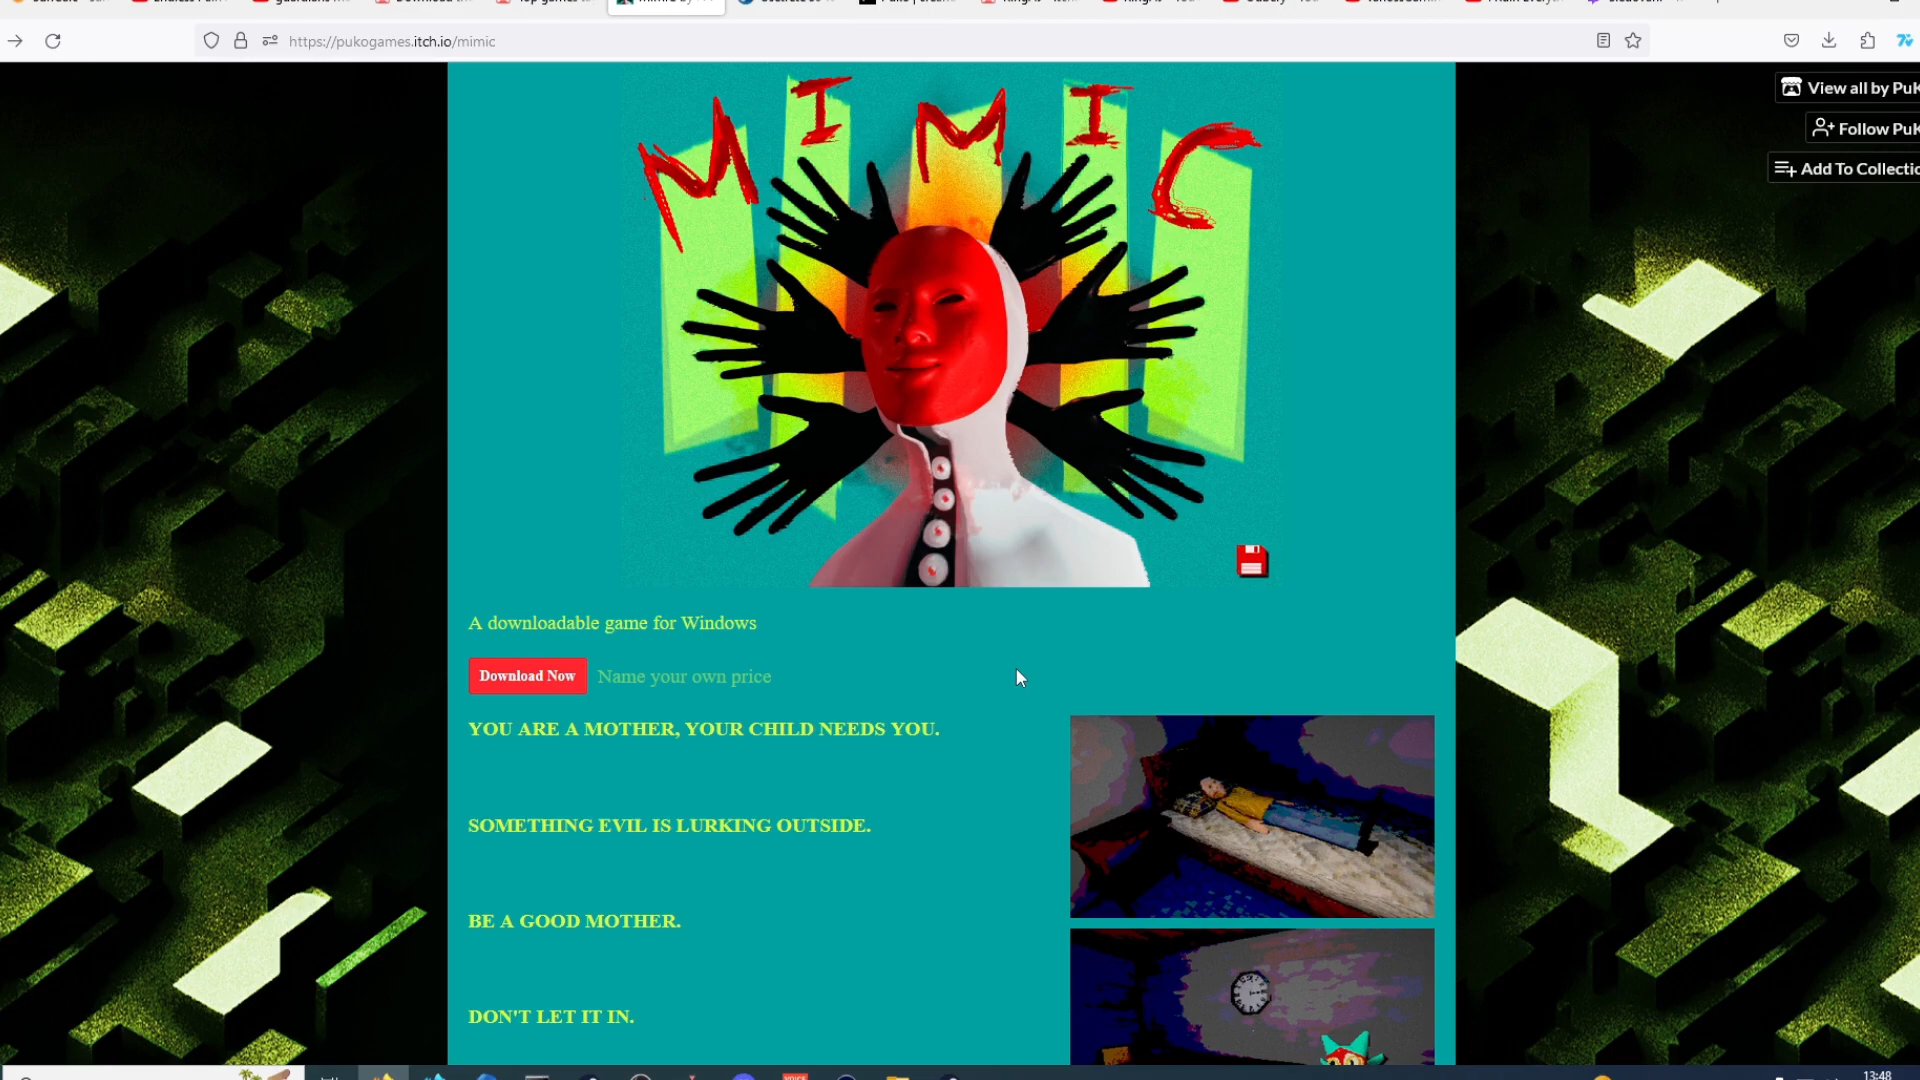 https://pukogames.itch.io/mimic
View all by PuK
Follow PuK
Add To Collectio
MIMIC
A downloadable game for Windows
Download Now
Name your own price
YOU ARE A MOTHER, YOUR CHILD NEEDS YOU.
SOMETHING EVIL IS LURKING OUTSIDE.
BE A GOOD MOTHER.
DON'T LET IT IN.
13:48